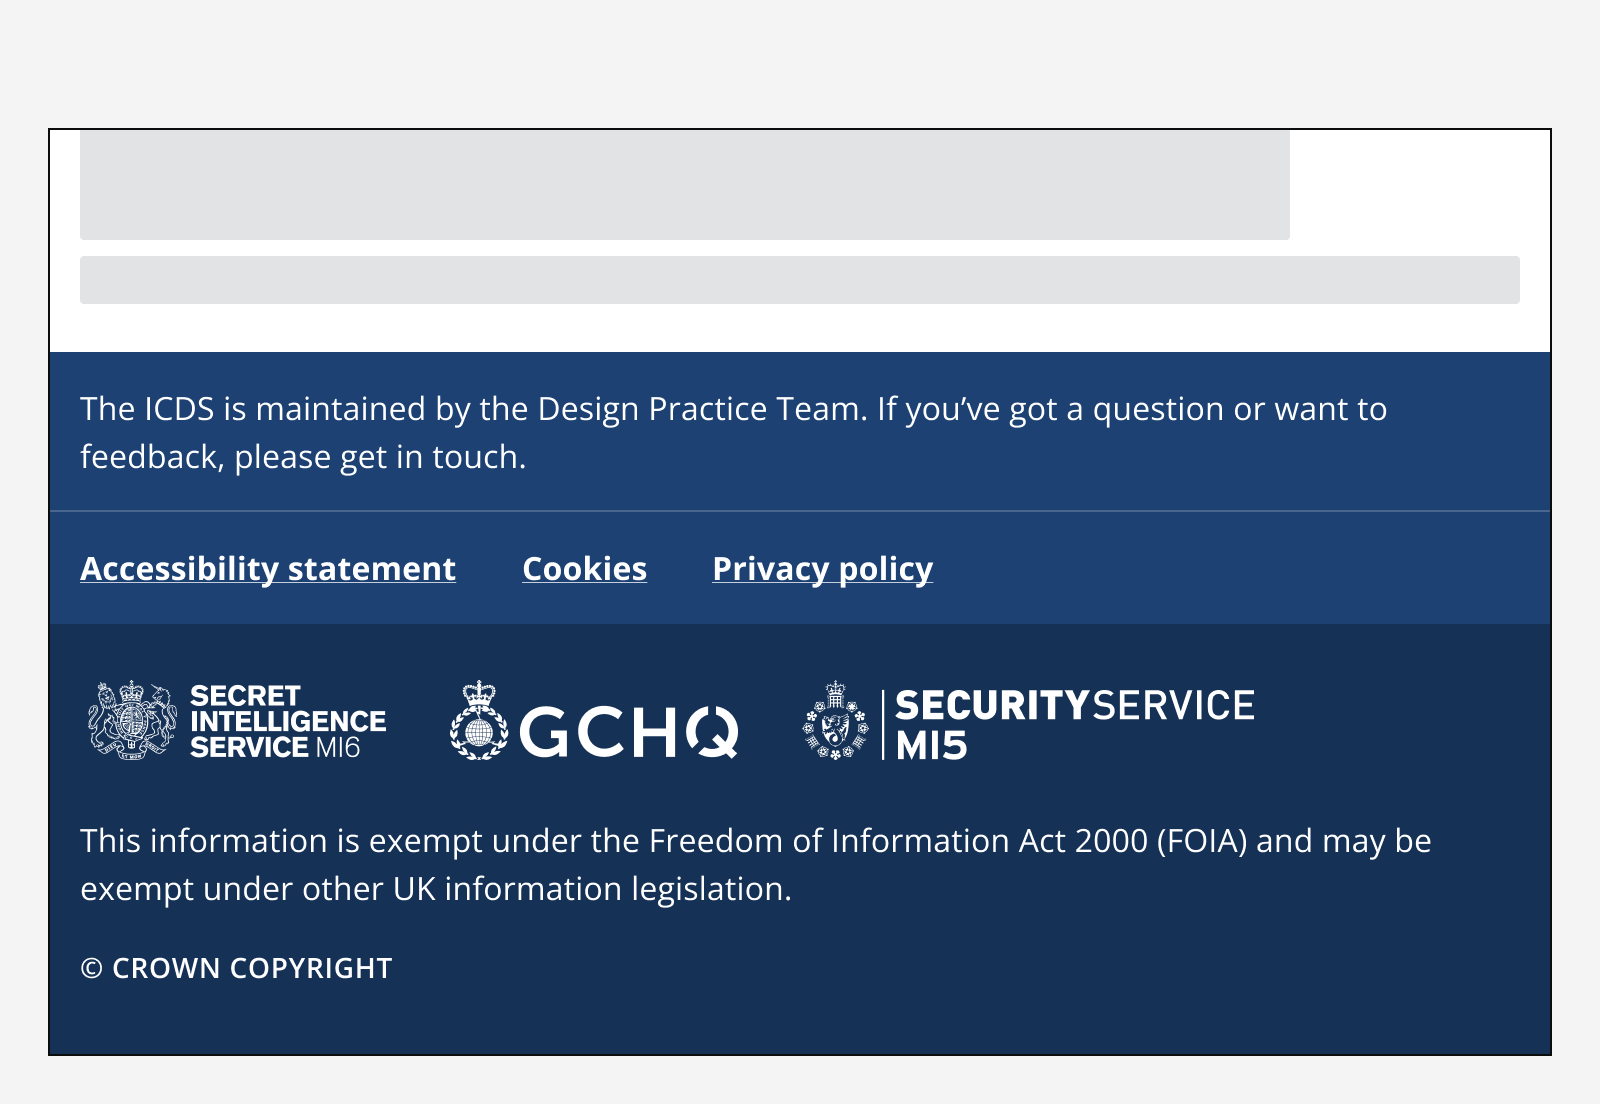 The ICDS is maintained by the Design Practice Team. If you’ve got a question or want to
feedback, please get in touch.
Accessibility statement Cookies Privacy policy
SECRET
INTELLIGENCE
SERVICE MI6
GCHQ
SECURITYSERVICE
MI5
This information is exempt under the Freedom of Information Act 2000 (FOIA) and may be
exempt under other UK information legislation.
© CROWN COPYRIGHT